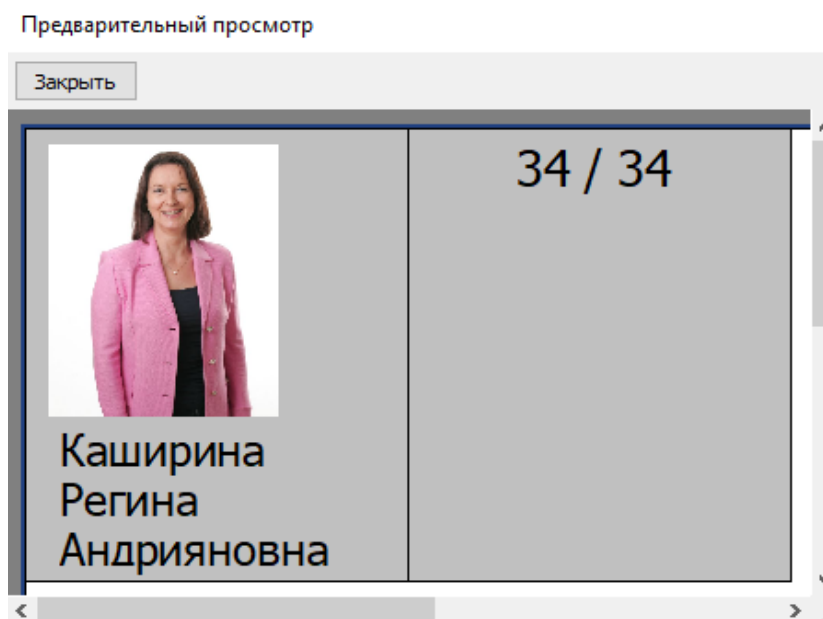 Предварительный просмотр
Закрыть
34 / 34
Каширина
Регина
Андрияновна